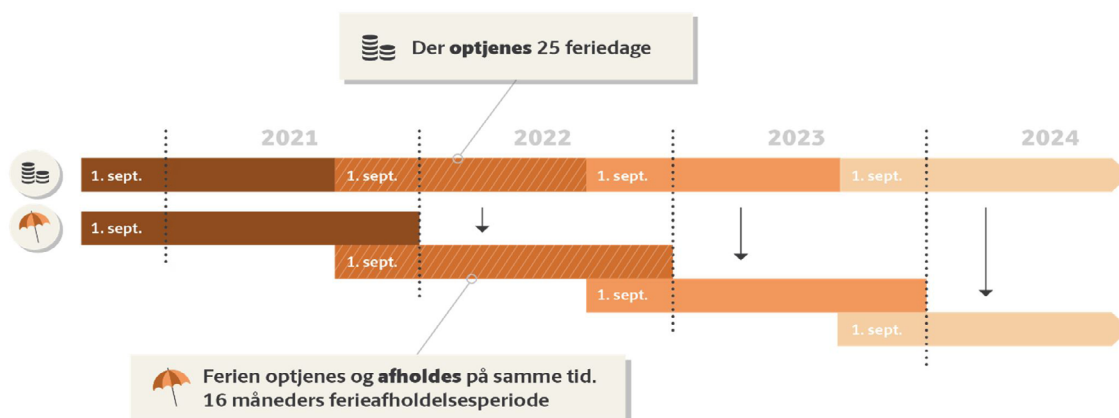 Der optjenes 25 feriedage
2021 2022 2023 2024
1. sept. 1. sept. 1. sept. 1. sept.
1. sept.
1. sept.
1. sept.
1. sept.
Ferien optjenes og afholdes på samme tid.
16 måneders ferieafholdelsesperiode